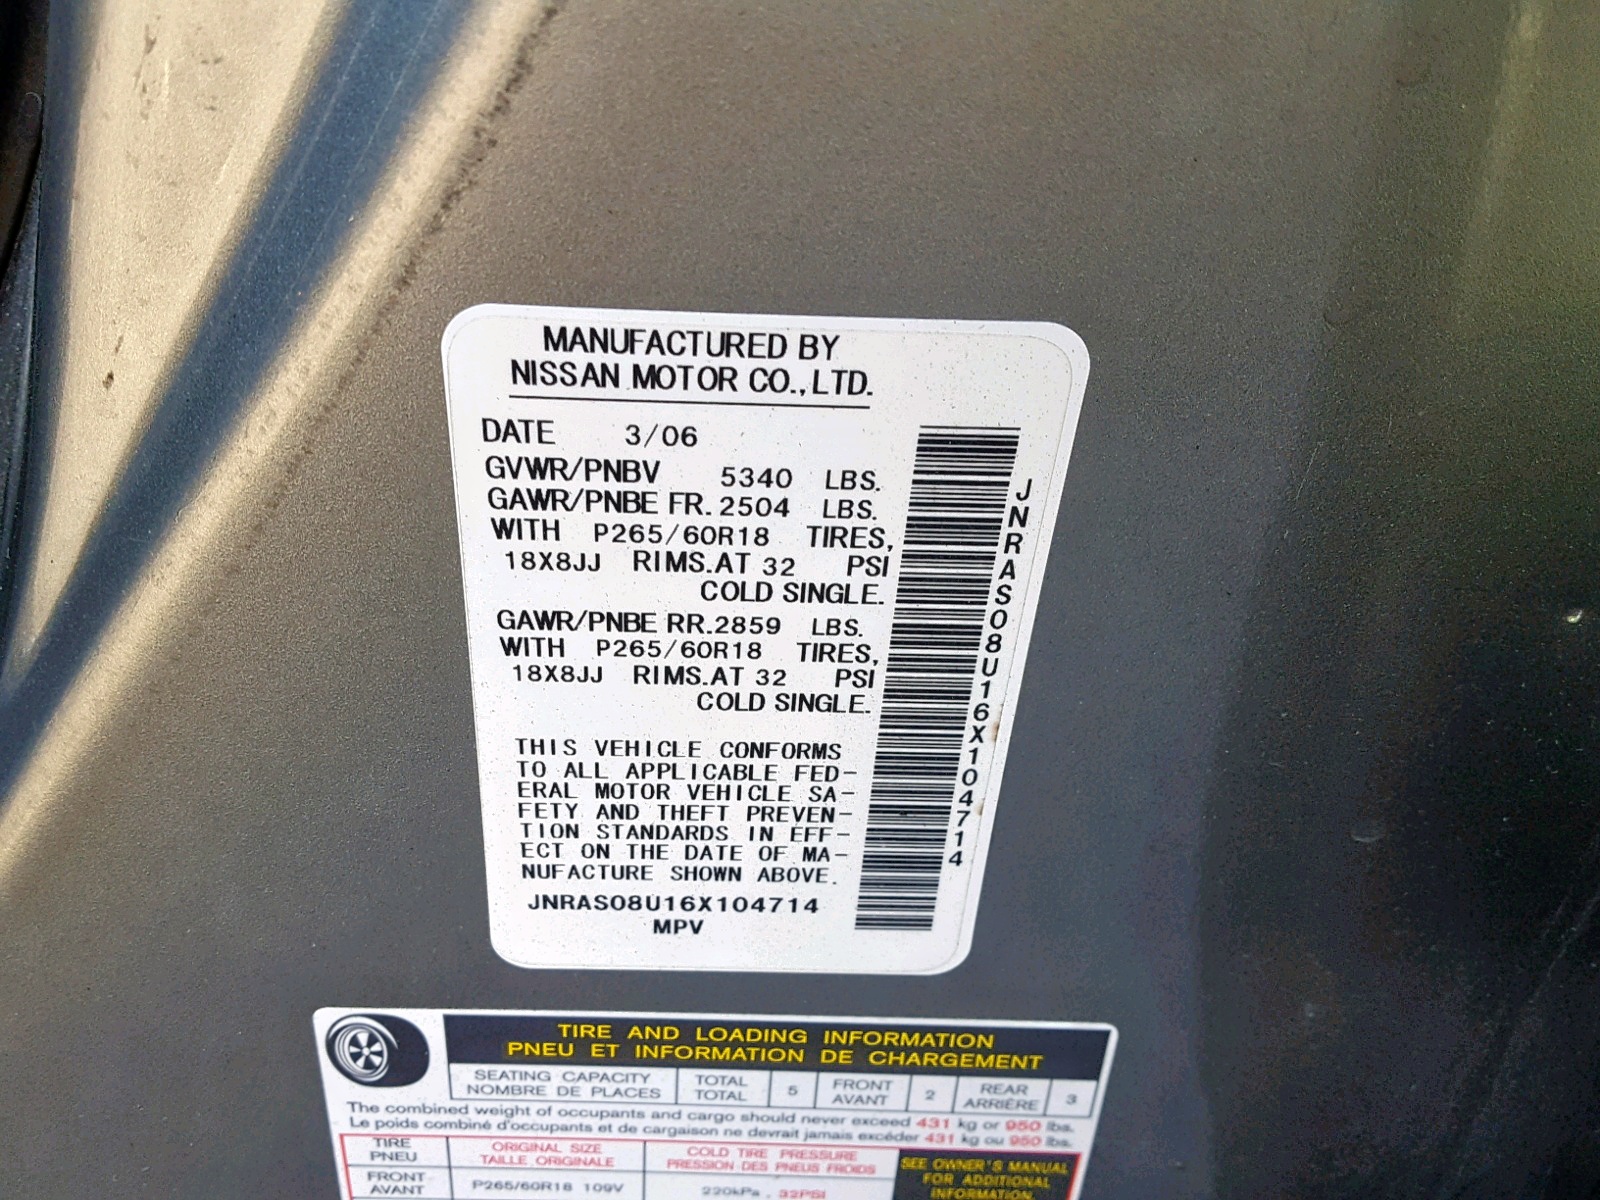 MANUFACTURED BY
NISSAN MOTOR CO., LTD.
DATE 3/06
GVWR/PNBV 5340 LBS.
GAWR/PNBE FR. 2504 LBS.
WITH P265/60R18 TIRES,
18X8JJ RIMS.AT 32 PSI
COLD SINGLE.
GAWR/PNBE RR. 2859 LBS.
WITH P265/60R18 TIRES,
18X8JJ RIMS.AT 32 PSI
COLD SINGLE.
THIS VEHICLE CONFORMS
TO ALL APPLICABLE FED-
ERAL MOTOR VEHICLE SA-
FETY AND THEFT PREVEN-
TION STANDARDS IN EFF-
ECT ON THE DATE OF MA-
NUFACTURE SHOWN ABOVE.
JNRAS08U16X104714
MPV
JNRAS08U16X104714
TIRE AND LOADING INFORMATION
PNEU ET INFORMATION DE CHARGEMENT
SEATING CAPACITY TOTAL 5 FRONT 2 REAR 3
NOMBRE DE PLACES TOTAL AVANT ARRIÈRE
The combined weight of occupants and cargo should never exceed 431 kg or 950 lbs.
Le poids combiné d'occupants et de cargaison ne devrait jamais excéder 431 kg ou 950 lbs.
TIRE ORIGINAL SIZE COLD TIRE PRESSURE
PNEU TAILLE ORIGINALE PRESSION DES PNEUS FROIDS
SEE OWNER'S MANUAL
FOR ADDITIONAL
INFORMATION
FRONT
AVANT P265/60R18 109V 220kPa, 32PSI